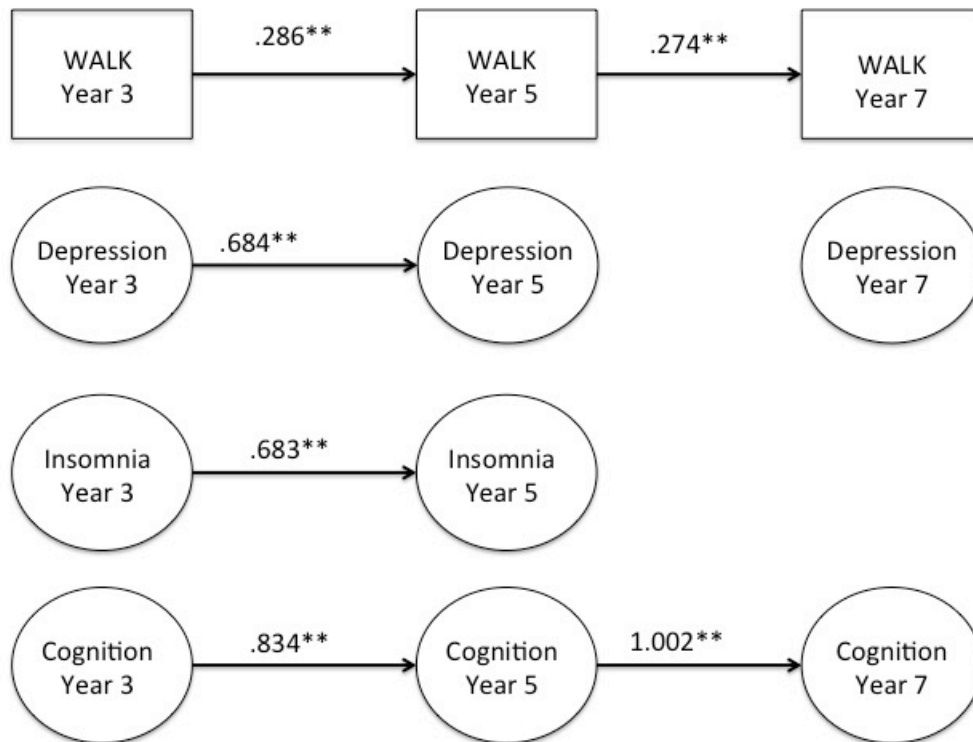 .286**
.274**
WALK
Year 3
WALK
Year 5
WALK
Year 7
.684**
Depression
Year 3
Depression
Year 5
Depression
Year 7
.683**
Insomnia
Year 3
Insomnia
Year 5
.834**
1.002**
Cognition
Year 3
Cognition
Year 5
Cognition
Year 7